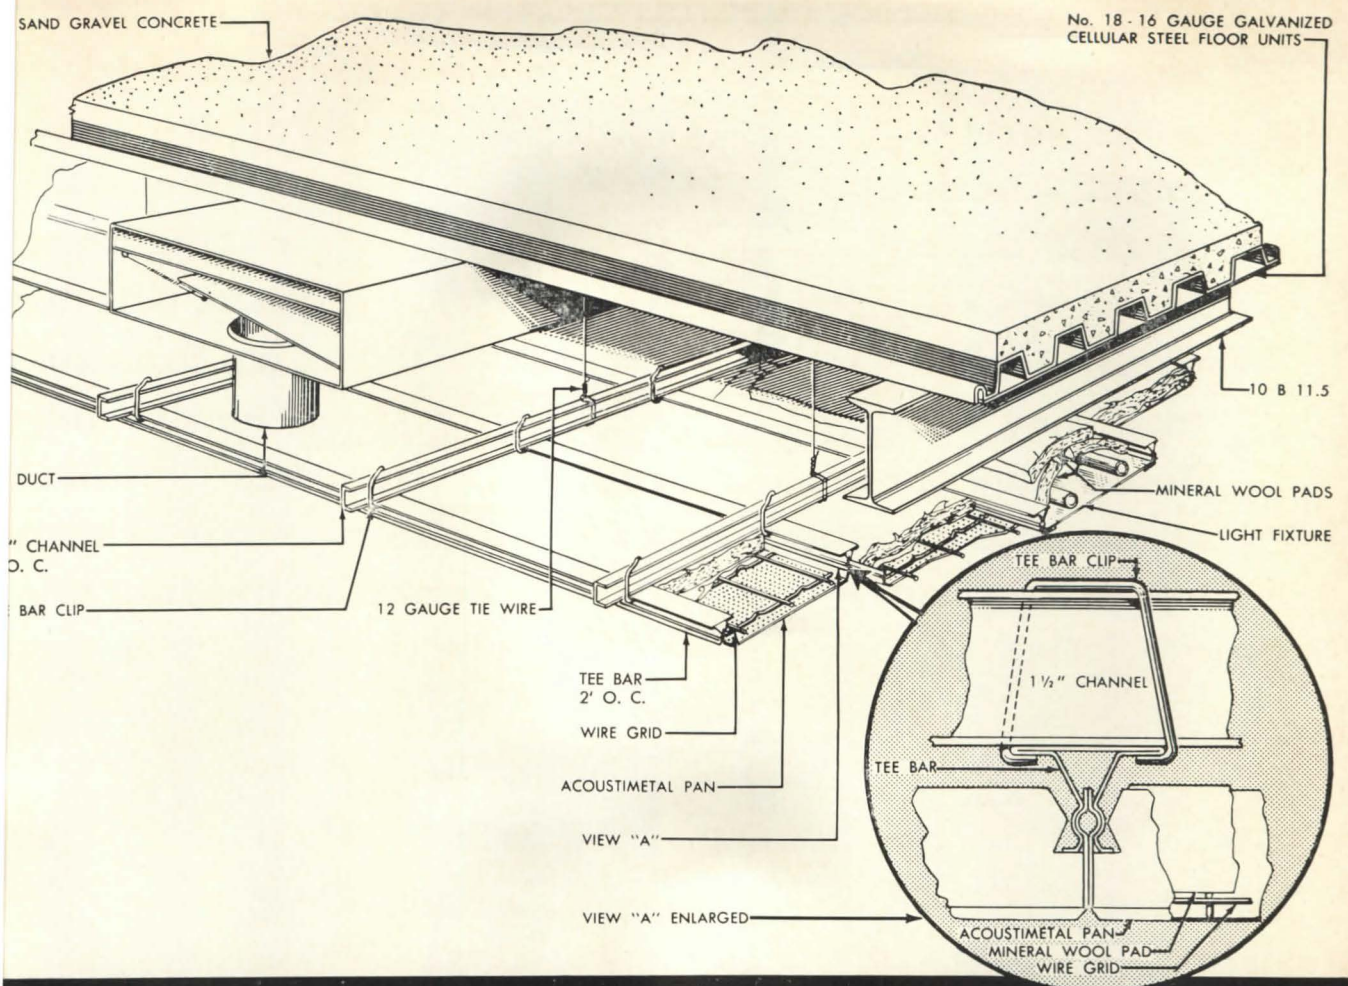 SAND GRAVEL CONCRETE
No. 18 - 16 GAUGE GALVANIZED
CELLULAR STEEL FLOOR UNITS
10 B 11.5
DUCT
MINERAL WOOL PADS
LIGHT FIXTURE
" CHANNEL
O. C.
BAR CLIP
12 GAUGE TIE WIRE
TEE BAR
2' O. C.
WIRE GRID
ACOUSTIMETAL PAN
VIEW "A"
VIEW "A" ENLARGED
TEE BAR CLIP
1 ½" CHANNEL
TEE BAR
ACOUSTIMETAL PAN
MINERAL WOOL PAD
WIRE GRID